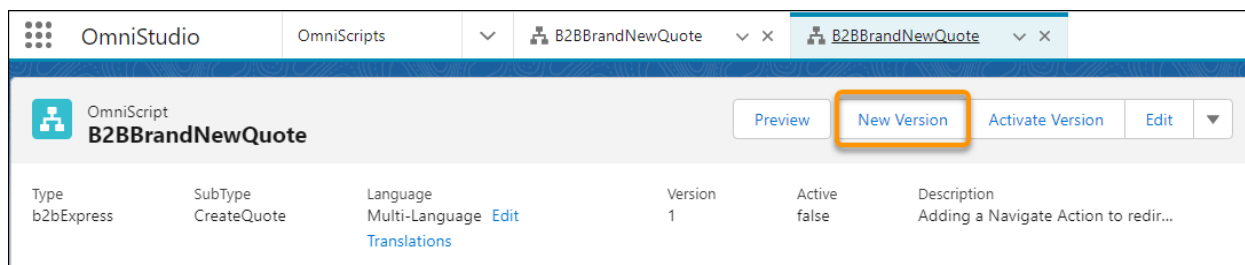 OmniStudio OmniScripts B2BBrandNewQuote B2BBrandNewQuote
OmniScript
B2BBrandNewQuote
Preview New Version Activate Version Edit
Type SubType Language Version Active Description
b2bExpress CreateQuote Multi-Language Edit 1 false Adding a Navigate Action to redir...
Translations